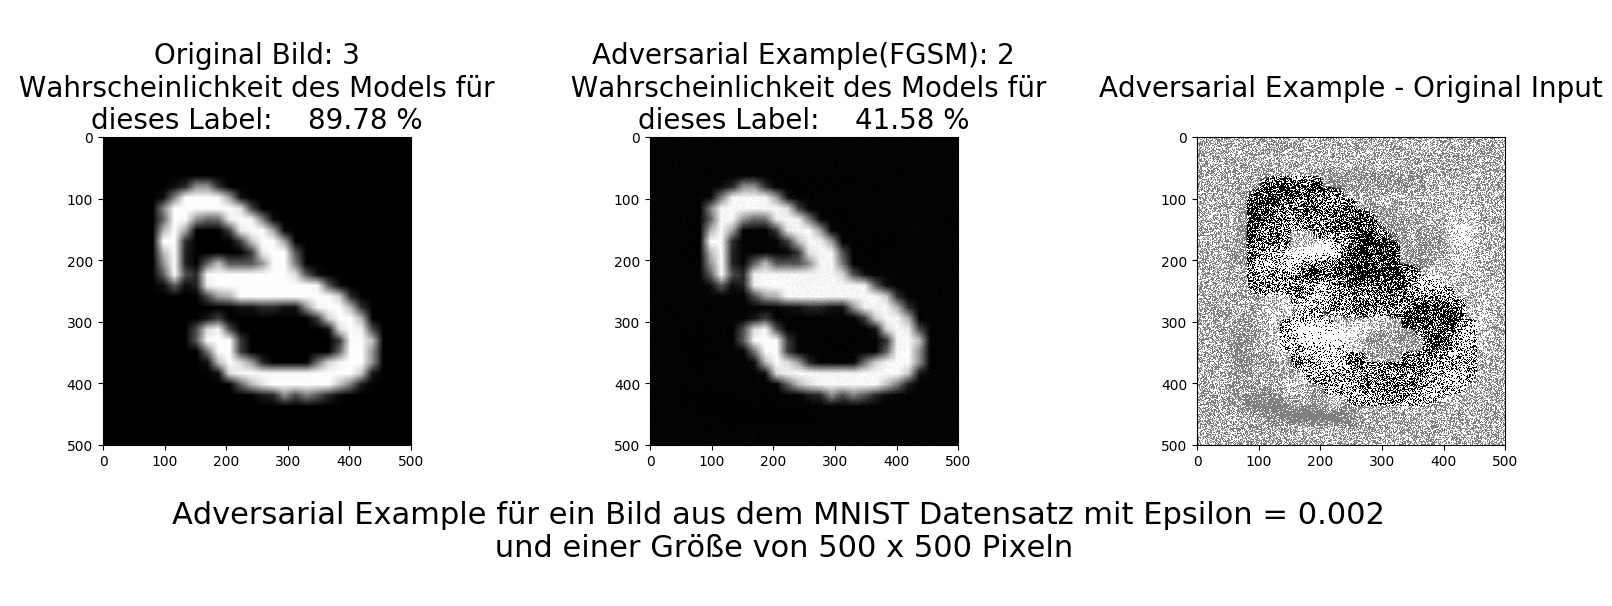 Original Bild: 3
Wahrscheinlichkeit des Models für
dieses Label: 89.78 %
0
100
200
300
400
500
0 100 200 300 400 500
Adversarial Example(FGSM): 2
Wahrscheinlichkeit des Models für
dieses Label: 41.58 %
0
100
200
300
400
500
0 100 200 300 400 500
Adversarial Example - Original Input
0
100
200
300
400
500
0 100 200 300 400 500
Adversarial Example für ein Bild aus dem MNIST Datensatz mit Epsilon = 0.002
und einer Größe von 500 x 500 Pixeln